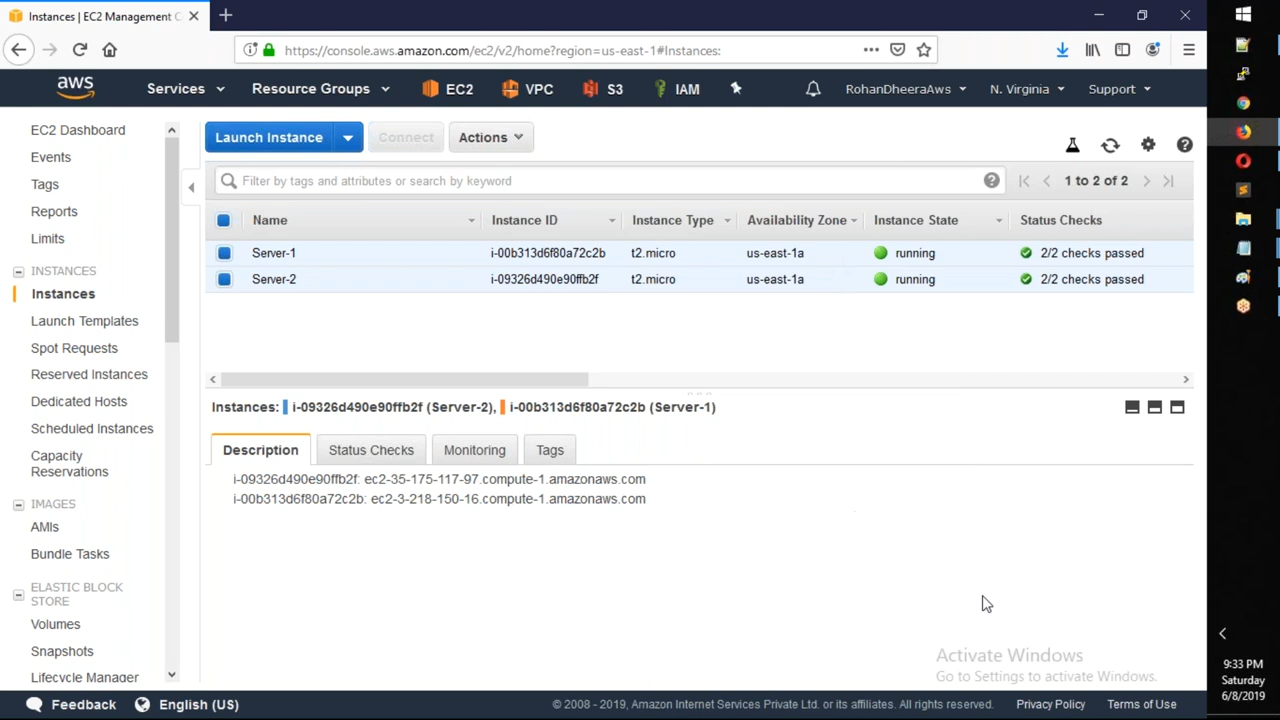 Instances | EC2 Management C
https://console.aws.amazon.com/ec2/v2/home?region=us-east-1#Instances:
aws
Services
Resource Groups
EC2
VPC
S3
IAM
RohanDheeraAws
N. Virginia
Support
EC2 Dashboard
Events
Tags
Reports
Limits
INSTANCES
Instances
Launch Templates
Spot Requests
Reserved Instances
Dedicated Hosts
Scheduled Instances
Capacity
Reservations
IMAGES
AMIs
Bundle Tasks
ELASTIC BLOCK
STORE
Volumes
Snapshots
Lifecycle Manager
Launch Instance
Connect
Actions
Filter by tags and attributes or search by keyword
1 to 2 of 2
Name Instance ID Instance Type Availability Zone Instance State Status Checks
Server-1 i-00b313d6f80a72c2b t2.micro us-east-1a running 2/2 checks passed
Server-2 i-09326d490e90ffb2f t2.micro us-east-1a running 2/2 checks passed
Instances: i-09326d490e90ffb2f (Server-2), i-00b313d6f80a72c2b (Server-1)
Description Status Checks Monitoring Tags
i-09326d490e90ffb2f: ec2-35-175-117-97.compute-1.amazonaws.com
i-00b313d6f80a72c2b: ec2-3-218-150-16.compute-1.amazonaws.com
Activate Windows
Go to Settings to activate Windows.
Feedback
English (US)
© 2008 - 2019, Amazon Internet Services Private Ltd. or its affiliates. All rights reserved.
Privacy Policy
Terms of Use
9:33 PM
Saturday
6/8/2019